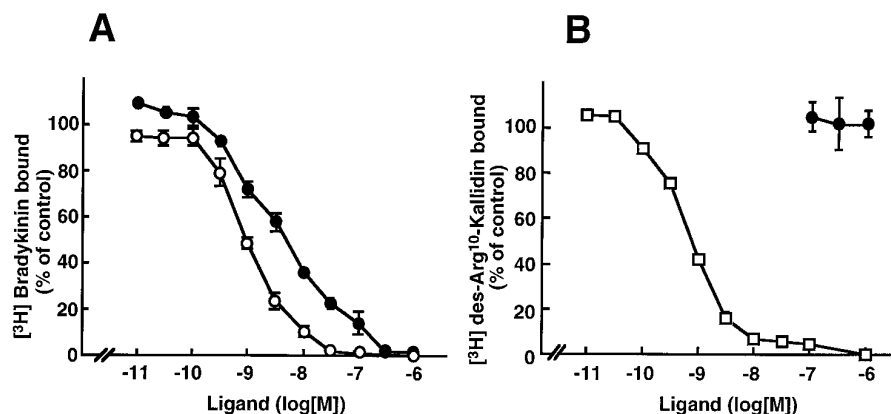 A
[³H] Bradykinin bound
(% of control)
100
80
60
40
20
0
-11 -10 -9 -8 -7 -6
Ligand (log[M])
B
[³H] des-Arg¹⁰-Kallidin bound
(% of control)
100
80
60
40
20
0
-11 -10 -9 -8 -7 -6
Ligand (log[M])